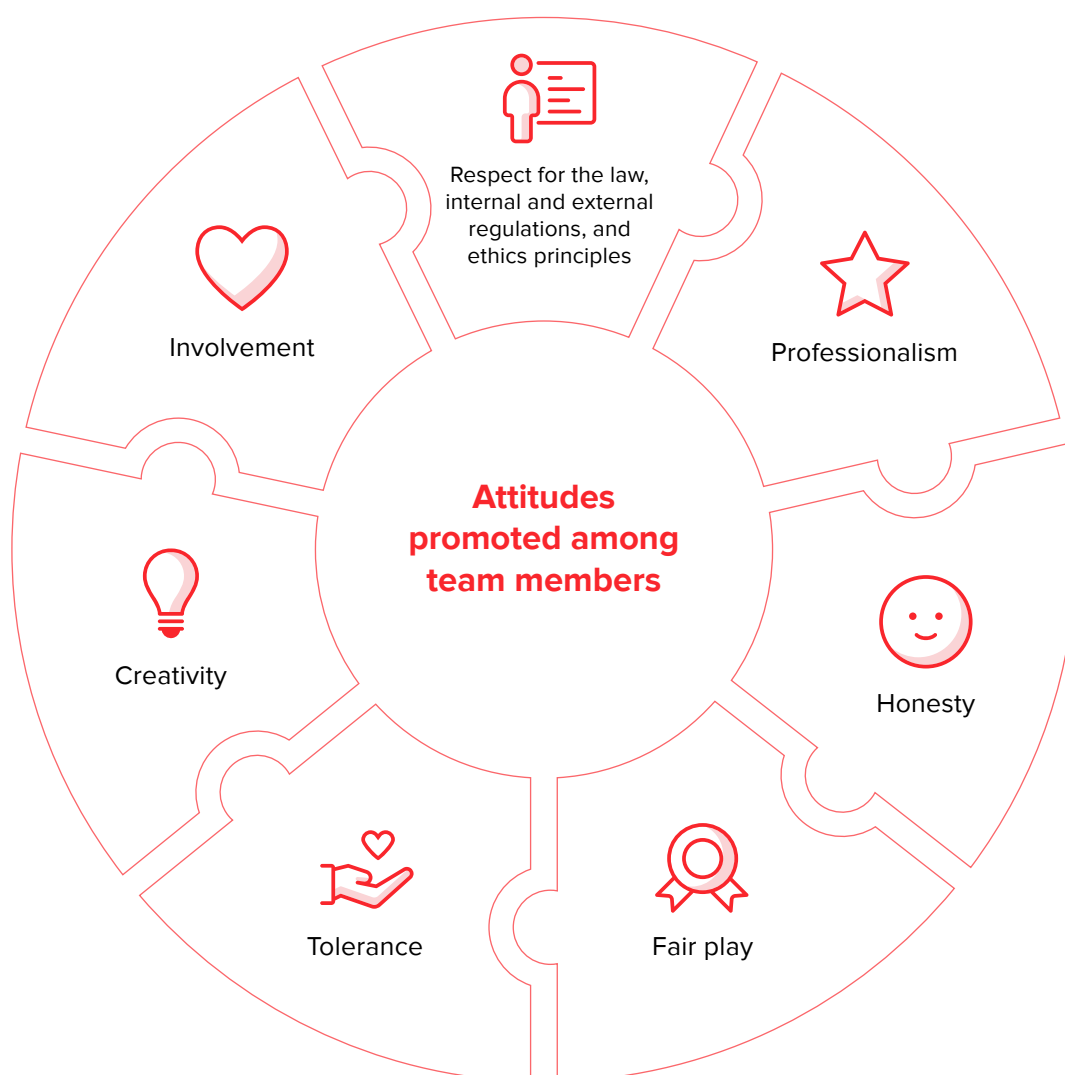 Respect for the law,
internal and external
regulations, and
ethics principles
Involvement
Professionalism
Attitudes
promoted among
team members
Creativity
Honesty
Tolerance
Fair play